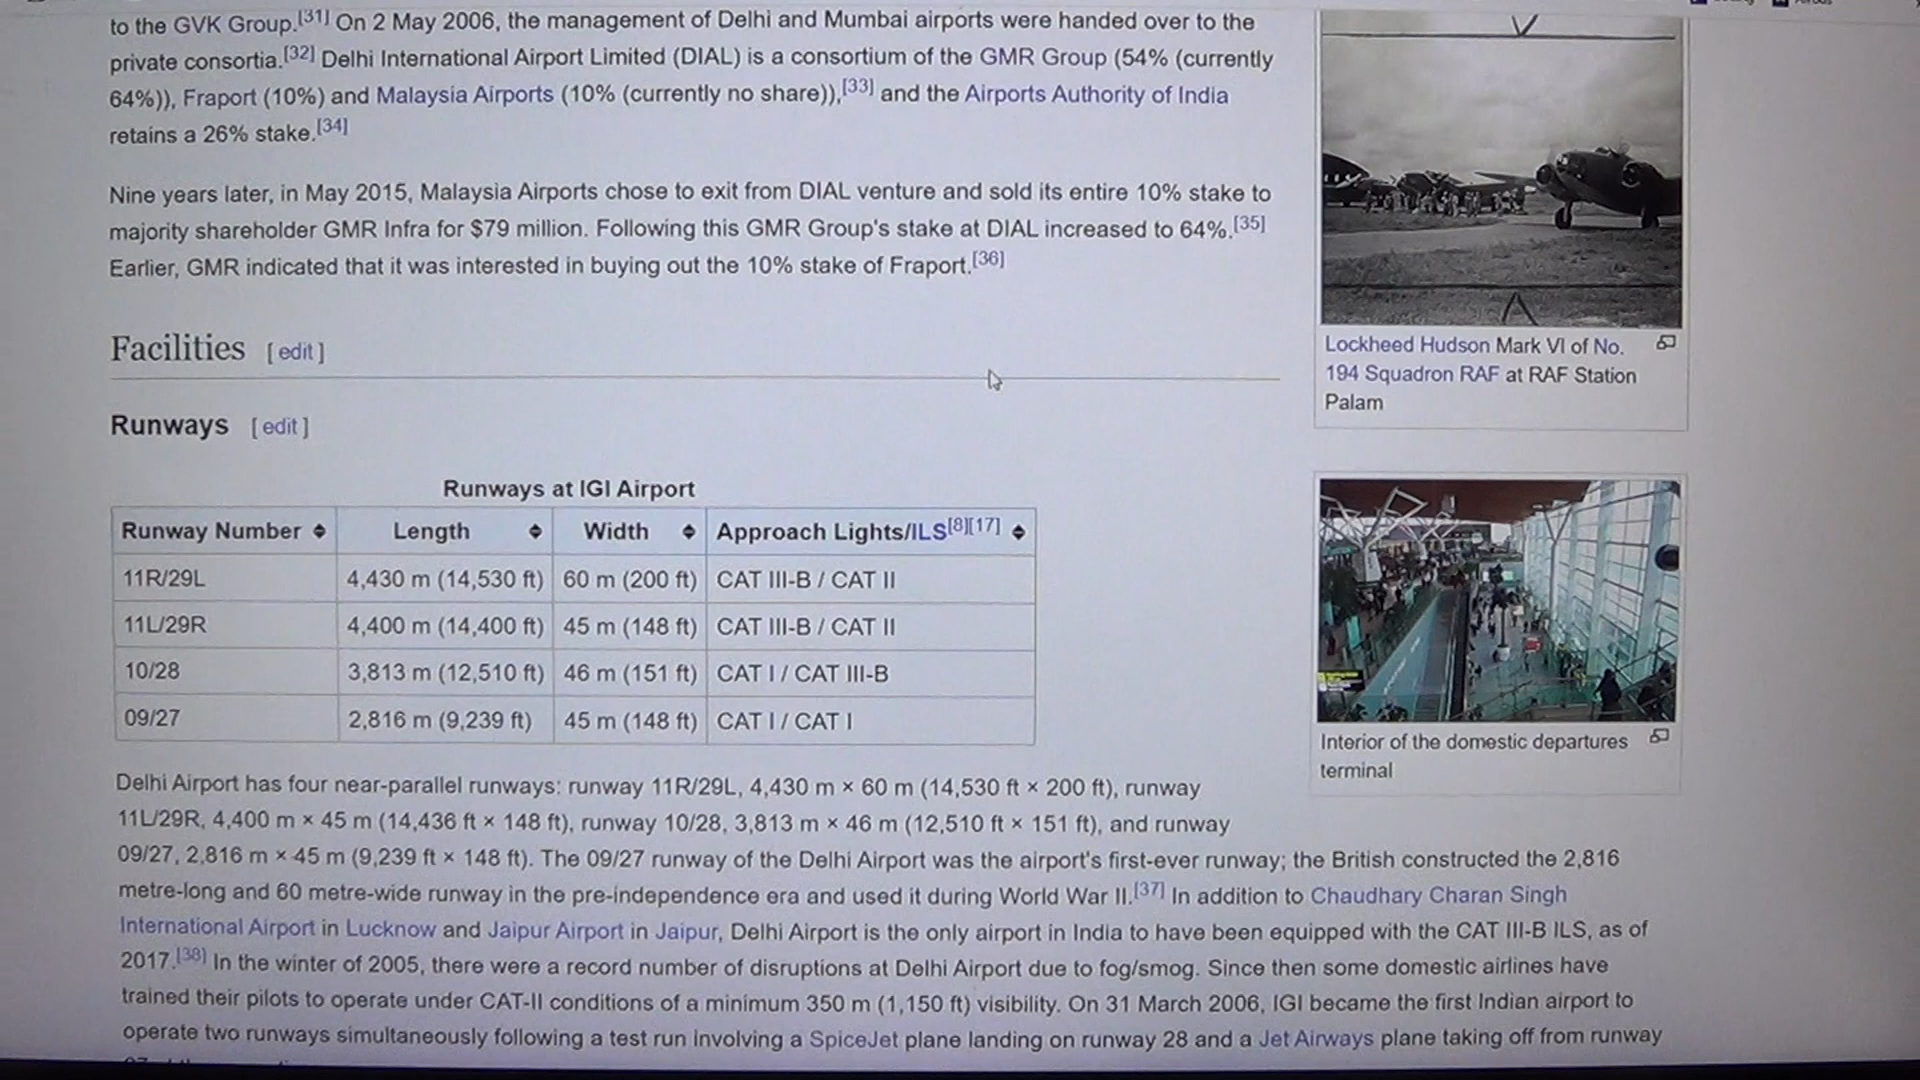 to the GVK Group.[31] On 2 May 2006, the management of Delhi and Mumbai airports were handed over to the
private consortia.[32] Delhi International Airport Limited (DIAL) is a consortium of the GMR Group (54% (currently
64%)), Fraport (10%) and Malaysia Airports (10% (currently no share)),[33] and the Airports Authority of India
retains a 26% stake.[34]
Nine years later, in May 2015, Malaysia Airports chose to exit from DIAL venture and sold its entire 10% stake to
majority shareholder GMR Infra for $79 million. Following this GMR Group's stake at DIAL increased to 64%.[35]
Earlier, GMR indicated that it was interested in buying out the 10% stake of Fraport.[36]
Lockheed Hudson Mark VI of No.
194 Squadron RAF at RAF Station
Palam
Facilities [ edit ]
Runways [ edit ]
Runways at IGI Airport
Runway Number Length Width Approach Lights/ILS[8][17]
11R/29L 4,430 m (14,530 ft) 60 m (200 ft) CAT III-B / CAT II
11L/29R 4,400 m (14,400 ft) 45 m (148 ft) CAT III-B / CAT II
10/28 3,813 m (12,510 ft) 46 m (151 ft) CAT I / CAT III-B
09/27 2,816 m (9,239 ft) 45 m (148 ft) CAT I / CAT I
Interior of the domestic departures
terminal
Delhi Airport has four near-parallel runways: runway 11R/29L, 4,430 m × 60 m (14,530 ft × 200 ft), runway
11L/29R, 4,400 m × 45 m (14,436 ft × 148 ft), runway 10/28, 3,813 m × 46 m (12,510 ft × 151 ft), and runway
09/27, 2,816 m × 45 m (9,239 ft × 148 ft). The 09/27 runway of the Delhi Airport was the airport's first-ever runway; the British constructed the 2,816
metre-long and 60 metre-wide runway in the pre-independence era and used it during World War II.[37] In addition to Chaudhary Charan Singh
International Airport in Lucknow and Jaipur Airport in Jaipur, Delhi Airport is the only airport in India to have been equipped with the CAT III-B ILS, as of
2017.[38] In the winter of 2005, there were a record number of disruptions at Delhi Airport due to fog/smog. Since then some domestic airlines have
trained their pilots to operate under CAT-II conditions of a minimum 350 m (1,150 ft) visibility. On 31 March 2006, IGI became the first Indian airport to
operate two runways simultaneously following a test run involving a SpiceJet plane landing on runway 28 and a Jet Airways plane taking off from runway